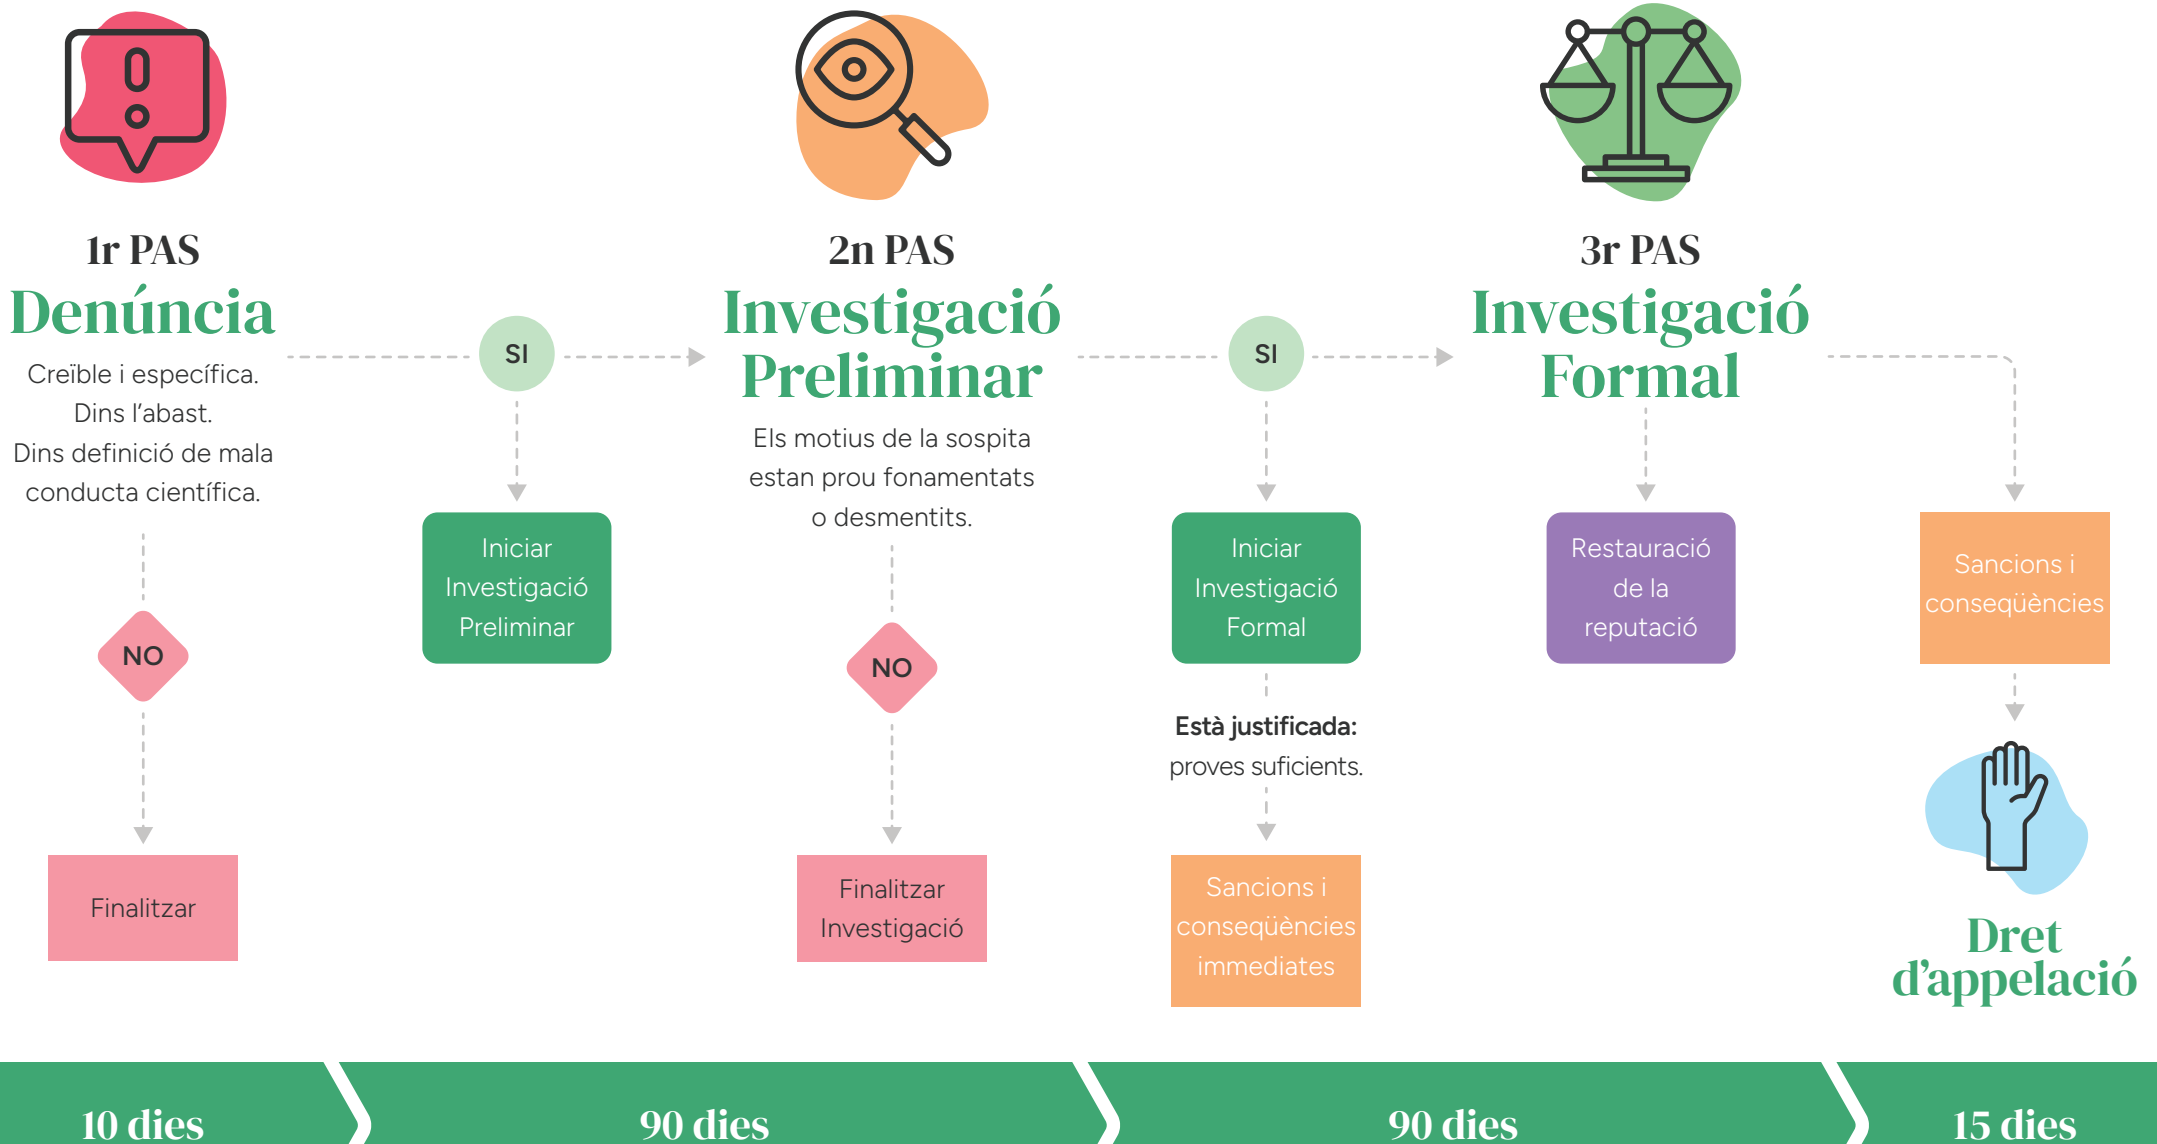 1r PAS
Denúncia
Creïble i específica.
Dins l’abast.
Dins definició de mala
conducta científica.
NO
Finalitzar
SI
Iniciar
Investigació
Preliminar
2n PAS
Investigació
Preliminar
Els motius de la sospita
estan prou fonamentats
o desmentits.
NO
Finalitzar
Investigació
SI
Iniciar
Investigació
Formal
Està justificada:
proves suficients.
Sancions i
conseqüències
immediates
3r PAS
Investigació
Formal
Restauració
de la
reputació
Sancions i
conseqüències
Dret
d’appelació
10 dies
90 dies
90 dies
15 dies